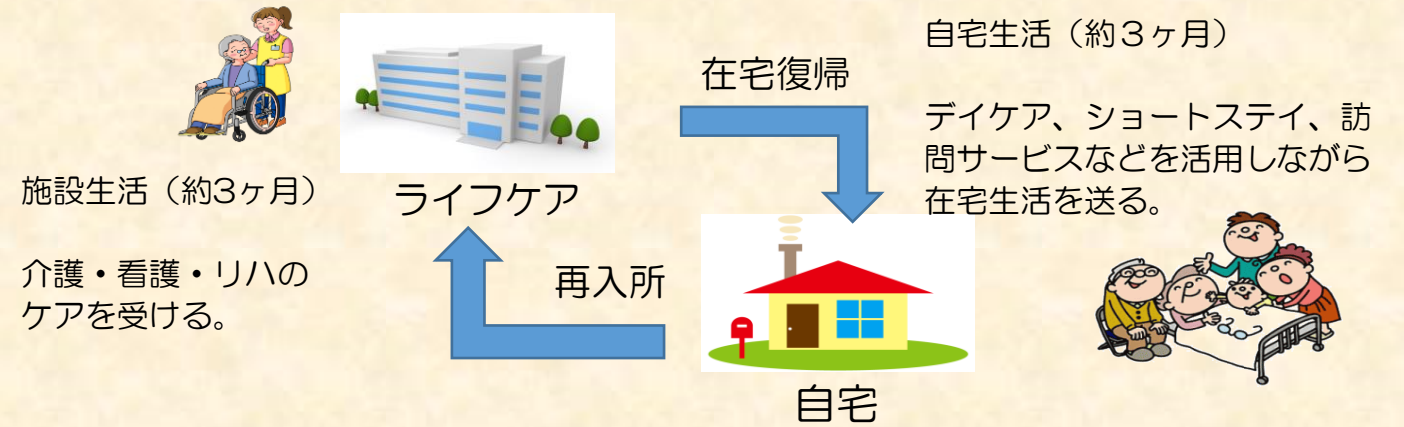 施設生活（約3ヶ月）
介護・看護・リハの
ケアを受ける。
ライフケア
在宅復帰
再入所
自宅
自宅生活（約３ヶ月）
デイケア、ショートステイ、訪
問サービスなどを活用しながら
在宅生活を送る。